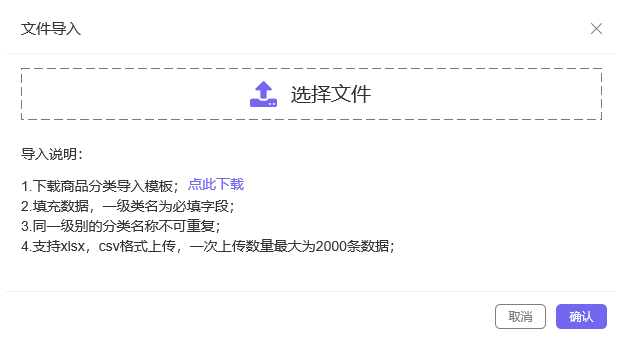 文件导入
选择文件
导入说明：
1.下载商品分类导入模板；点此下载
2.填充数据，一级类名为必填字段；
3.同一级别的分类名称不可重复；
4.支持xlsx，csv格式上传，一次上传数量最大为2000条数据；
取消 确认